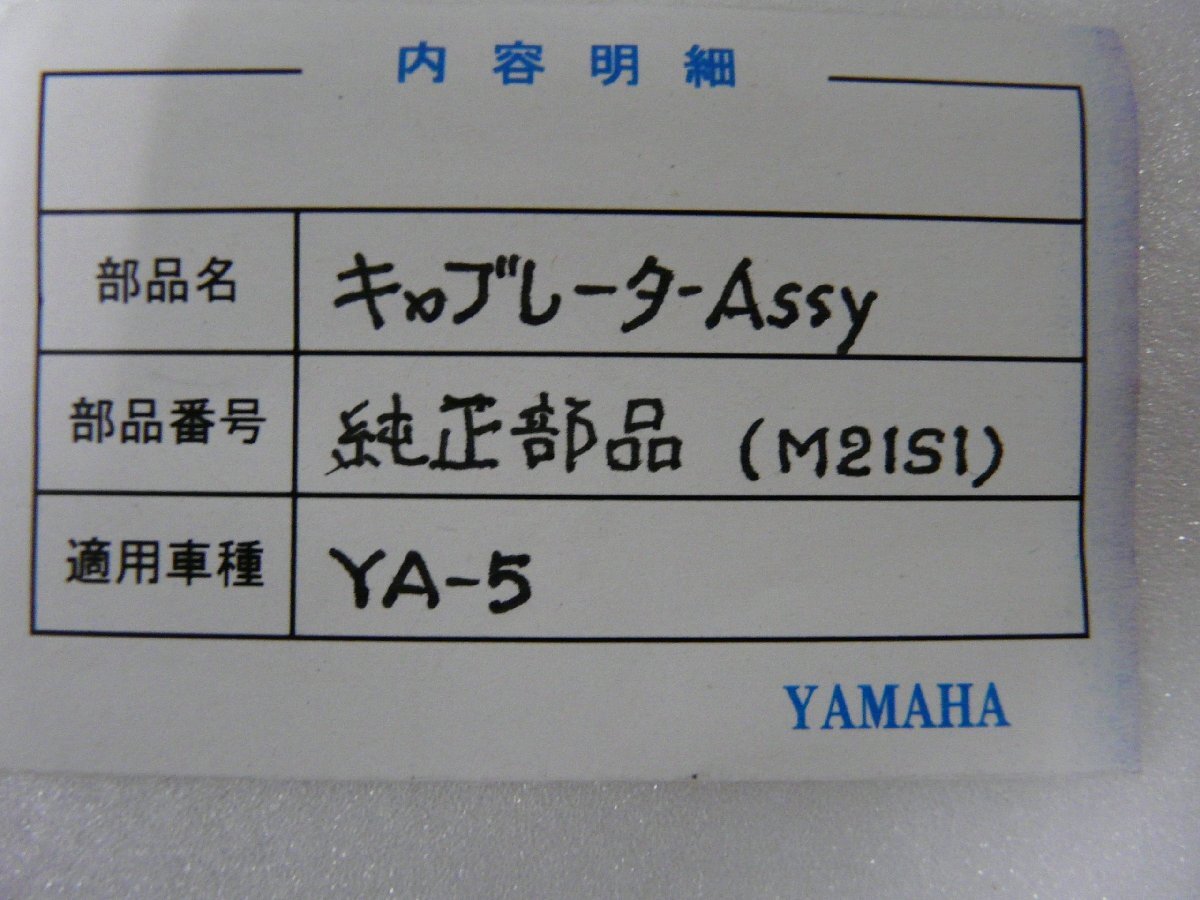 内容明細
部品名 キャブレーターAssy
部品番号 純正部品 (M21S1)
適用車種 YA-5
YAMAHA